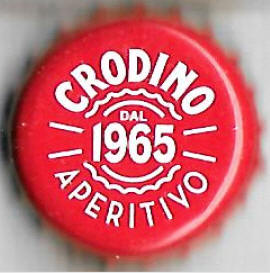 CRODINO
DAL
1965
APERITIVO